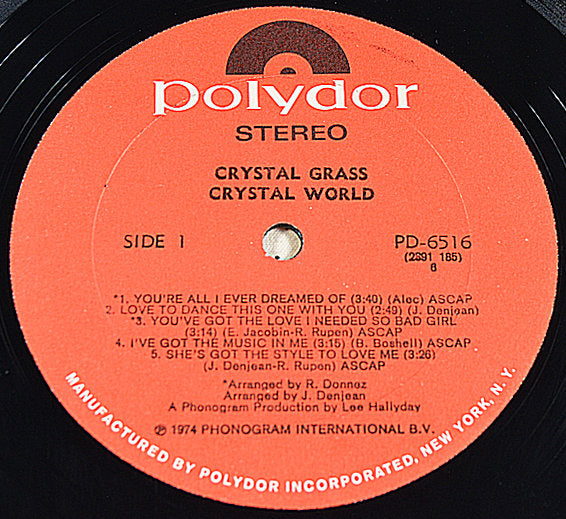 polydor
STEREO
CRYSTAL GRASS
CRYSTAL WORLD
SIDE 1
PD-6516
(2391 185)
6
*1. YOU'RE ALL I EVER DREAMED OF (3:40) (Alec) ASCAP
2. LOVE TO DANCE THIS ONE WITH YOU (2:49) (J. Denjean)
*3. YOU'VE GOT THE LOVE I NEEDED SO BAD GIRL
(3:14) (E. Jacobin-R. Rupen) ASCAP
4. I'VE GOT THE MUSIC IN ME (3:15) (B. Boshell) ASCAP
5. SHE'S GOT THE STYLE TO LOVE ME (3:26)
(J. Denjean-R. Rupen) ASCAP
*Arranged by R. Donnez
Arranged by J. Denjean
A Phonogram Production by Lee Hallyday
℗ 1974 PHONOGRAM INTERNATIONAL B.V.
MANUFACTURED BY POLYDOR INCORPORATED, NEW YORK, N. Y.